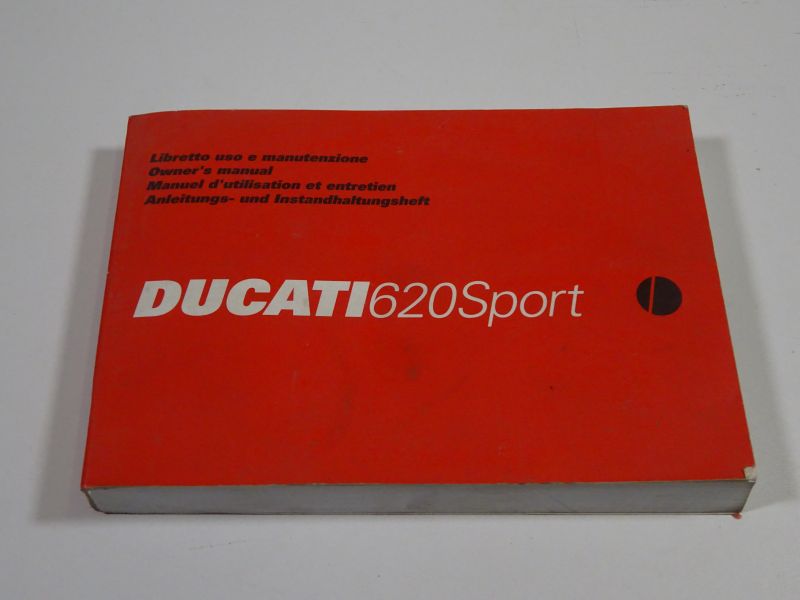 Libretto uso e manutenzione
Owner's manual
Manuel d'utilisation et entretien
Anleitungs- und Instandhaltungsheft
DUCATI620Sport